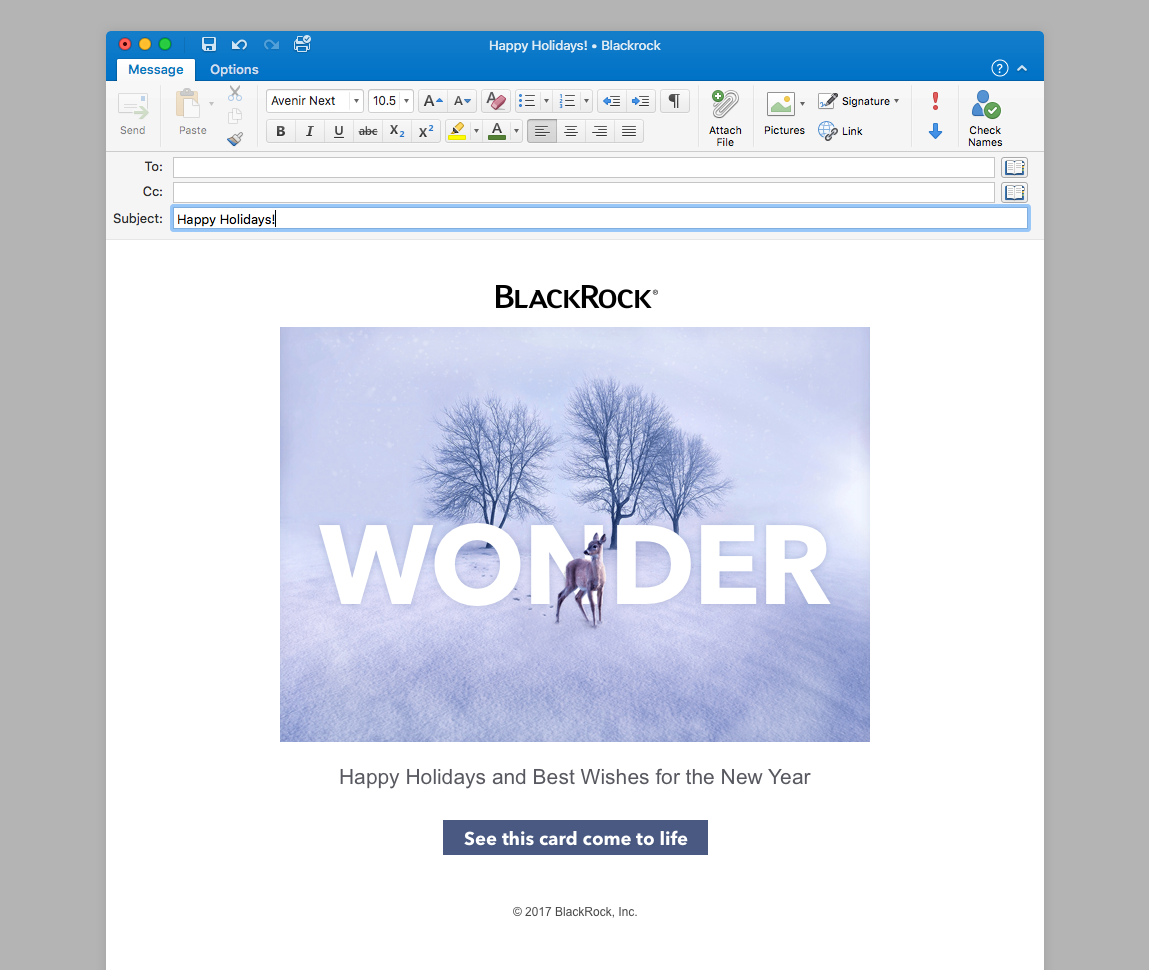 Happy Holidays! • Blackrock
Message Options
?
Send
Paste
Avenir Next 10.5 A A A ¶
B I U abc X2 X2 A
Attach
File
Pictures
Signature
Link
Check
Names
To:
Cc:
Subject: Happy Holidays!
BLACKROCK®
WONDER
Happy Holidays and Best Wishes for the New Year
See this card come to life
© 2017 BlackRock, Inc.